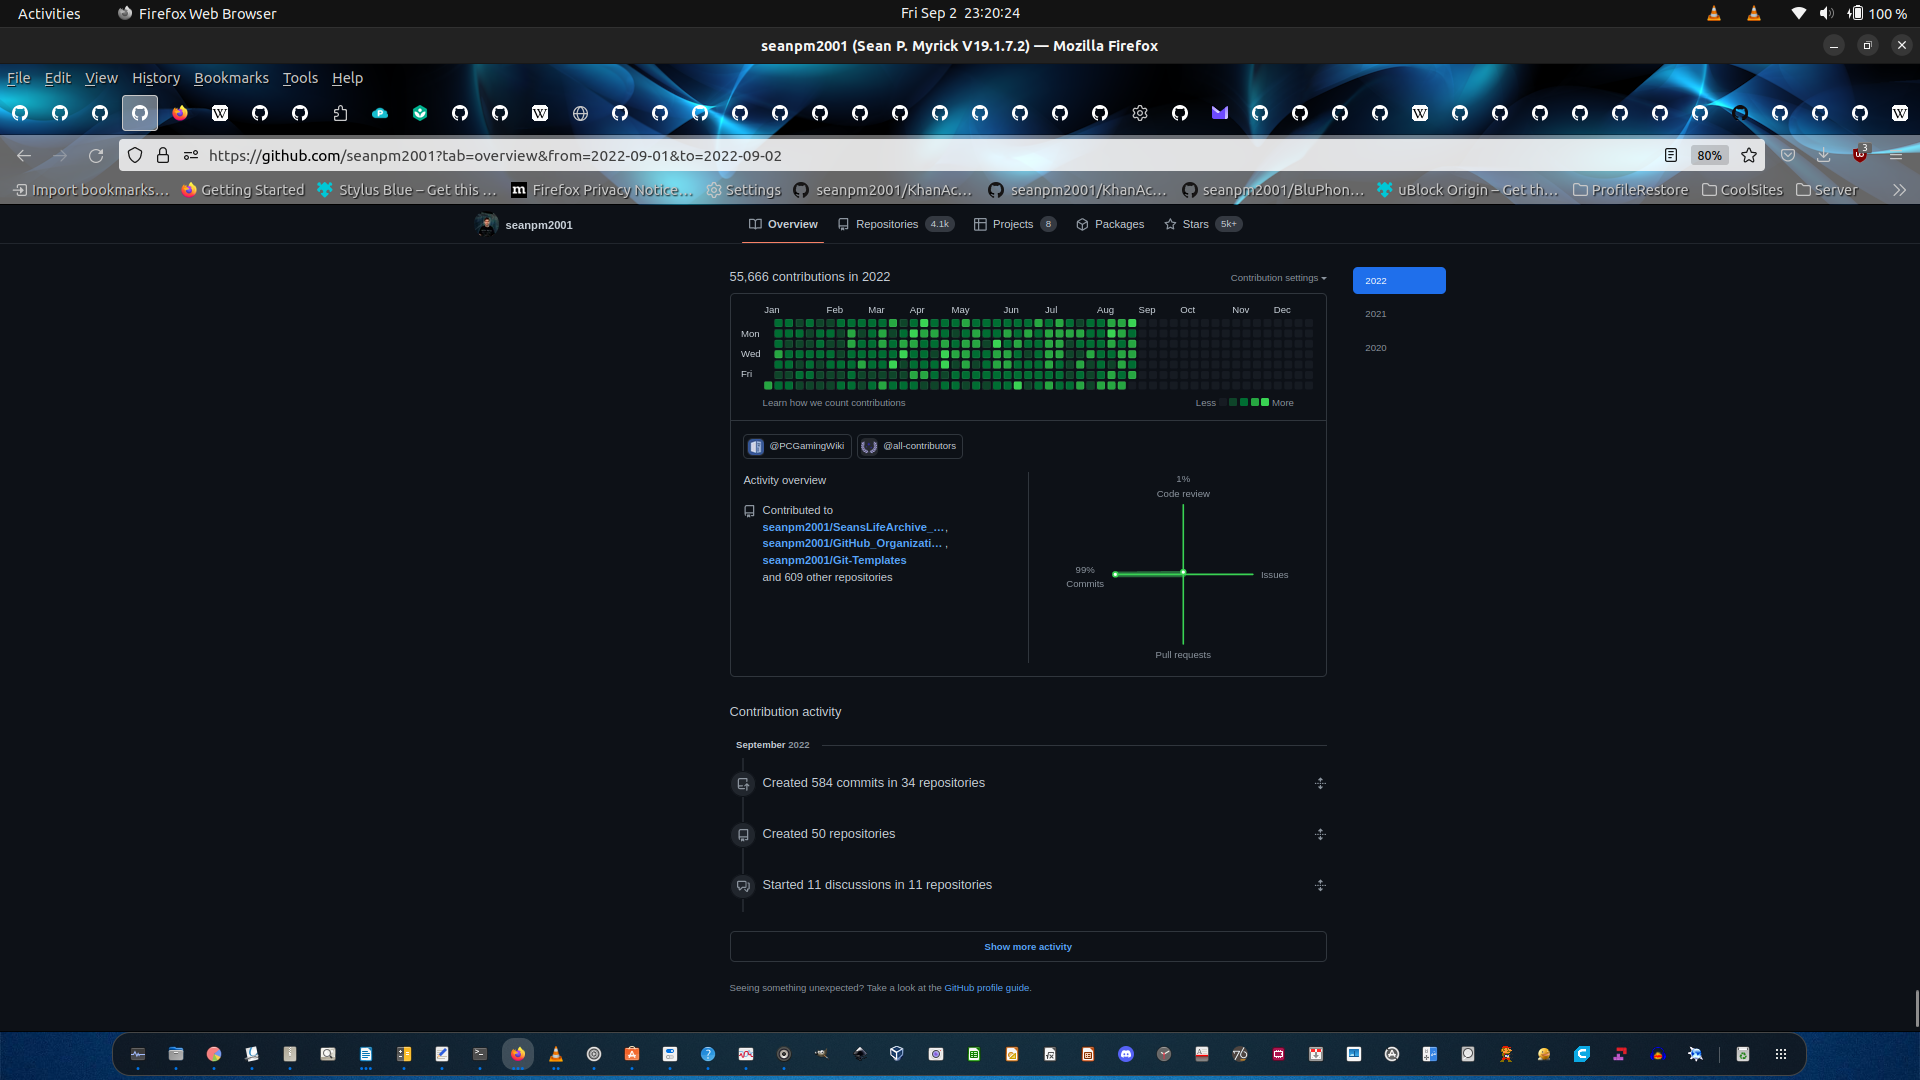 Activities Firefox Web Browser Fri Sep 2 23:20:24 100 %
seanpm2001 (Sean P. Myrick V19.1.7.2) — Mozilla Firefox
File Edit View History Bookmarks Tools Help
https://github.com/seanpm2001?tab=overview&from=2022-09-01&to=2022-09-02 80% 3
Import bookmarks… Getting Started Stylus Blue – Get this … Firefox Privacy Notice… Settings seanpm2001/KhanAc… seanpm2001/KhanAc… seanpm2001/BluPhon… uBlock Origin – Get th… ProfileRestore CoolSites Server
seanpm2001 Overview Repositories 4.1k Projects 8 Packages Stars 5k+
55,666 contributions in 2022 Contribution settings
2022
2021
2020
Jan Feb Mar Apr May Jun Jul Aug Sep Oct Nov Dec
Mon
Wed
Fri
Learn how we count contributions Less More
@PCGamingWiki @all-contributors
Activity overview
Contributed to
seanpm2001/SeansLifeArchive_…,
seanpm2001/GitHub_Organizati… ,
seanpm2001/Git-Templates
and 609 other repositories
1%
Code review
99%
Commits
Issues
Pull requests
Contribution activity
September 2022
Created 584 commits in 34 repositories
Created 50 repositories
Started 11 discussions in 11 repositories
Show more activity
Seeing something unexpected? Take a look at the GitHub profile guide.